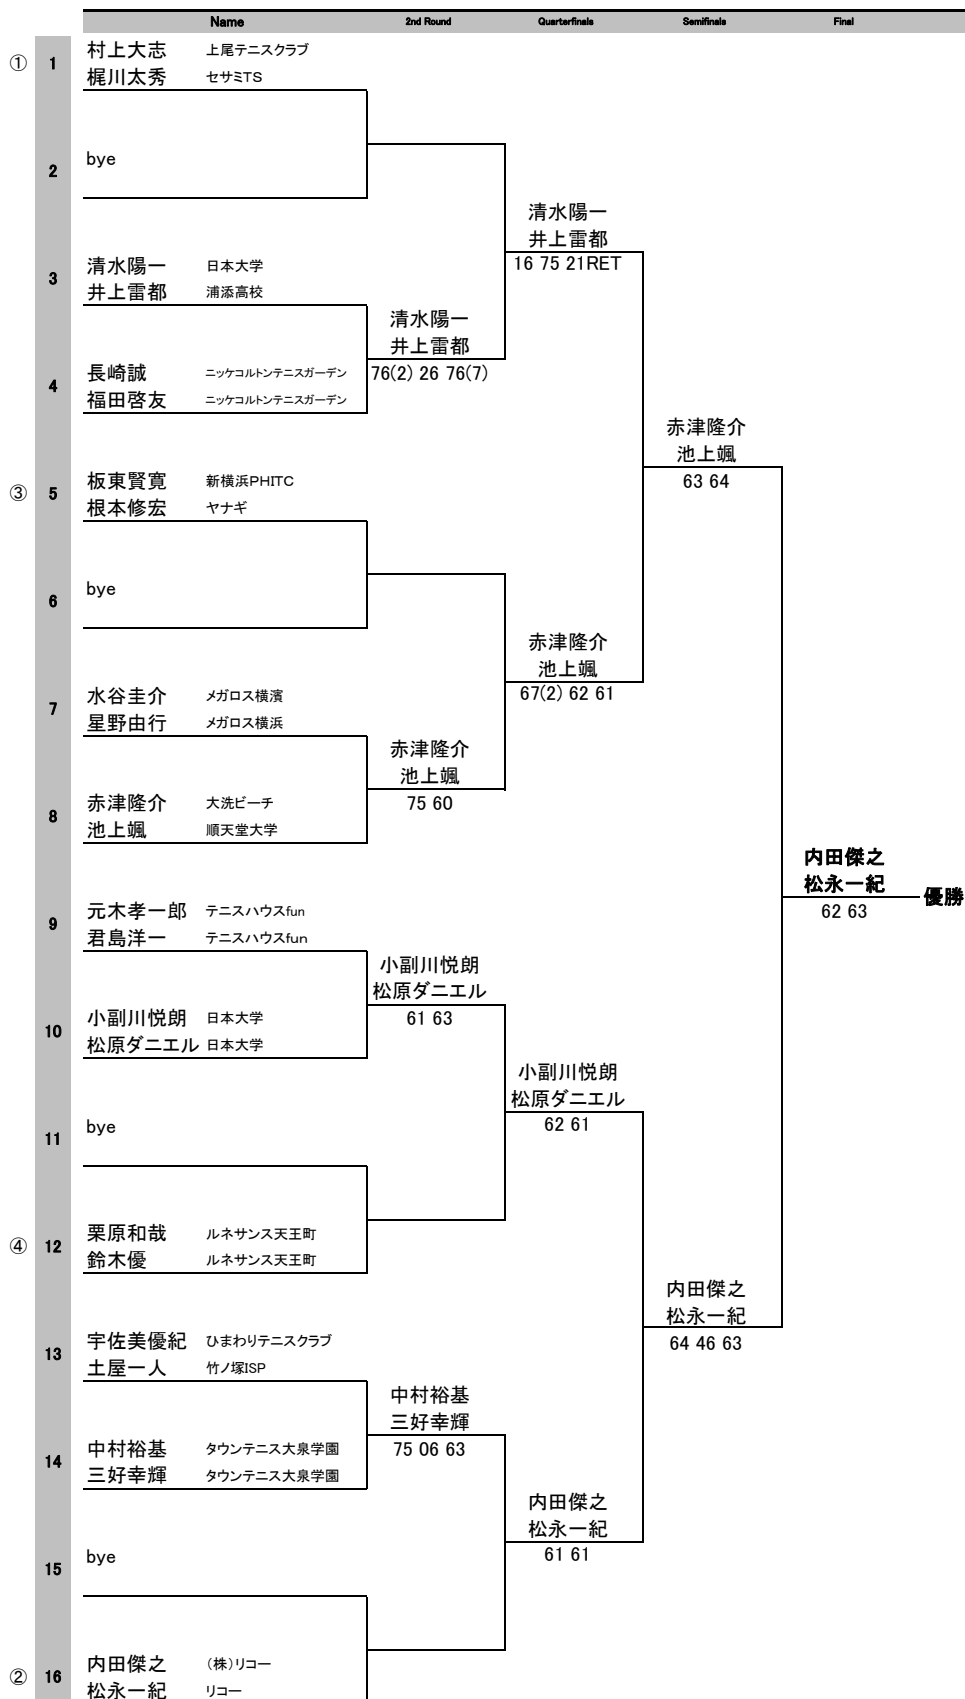 Name 2nd Round Quarterfinals Semifinals Final
村上大志 上尾テニスクラブ
① 1
梶川太秀 セサミTS
bye
2
清水陽一
井上雷都
16 75 21RET
清水陽一 日本大学
3
井上雷都 浦添高校
清水陽一
井上雷都
76(2) 26 76(7)
長崎誠 ニッケコルトンテニスガーデン
4
福田啓友 ニッケコルトンテニスガーデン
赤津隆介
池上颯
63 64
板東賢寛 新横浜PHITC
③ 5
根本修宏 ヤナギ
bye
6
赤津隆介
池上颯
67(2) 62 61
水谷圭介 メガロス横濱
7
星野由行 メガロス横浜
赤津隆介
池上颯
75 60
赤津隆介 大洗ビーチ
8
池上颯 順天堂大学
内田傑之
松永一紀
優勝
62 63
元木孝一郎 テニスハウスfun
9
君島洋一 テニスハウスfun
小副川悦朗
松原ダニエル
61 63
小副川悦朗 日本大学
10
松原ダニエル 日本大学
小副川悦朗
松原ダニエル
62 61
bye
11
栗原和哉 ルネサンス天王町
④ 12
鈴木優 ルネサンス天王町
内田傑之
松永一紀
64 46 63
宇佐美優紀 ひまわりテニスクラブ
13
土屋一人 竹ノ塚ISP
中村裕基
三好幸輝
75 06 63
中村裕基 タウンテニス大泉学園
14
三好幸輝 タウンテニス大泉学園
内田傑之
松永一紀
61 61
bye
15
内田傑之 (株)リコー
② 16
松永一紀 リコー